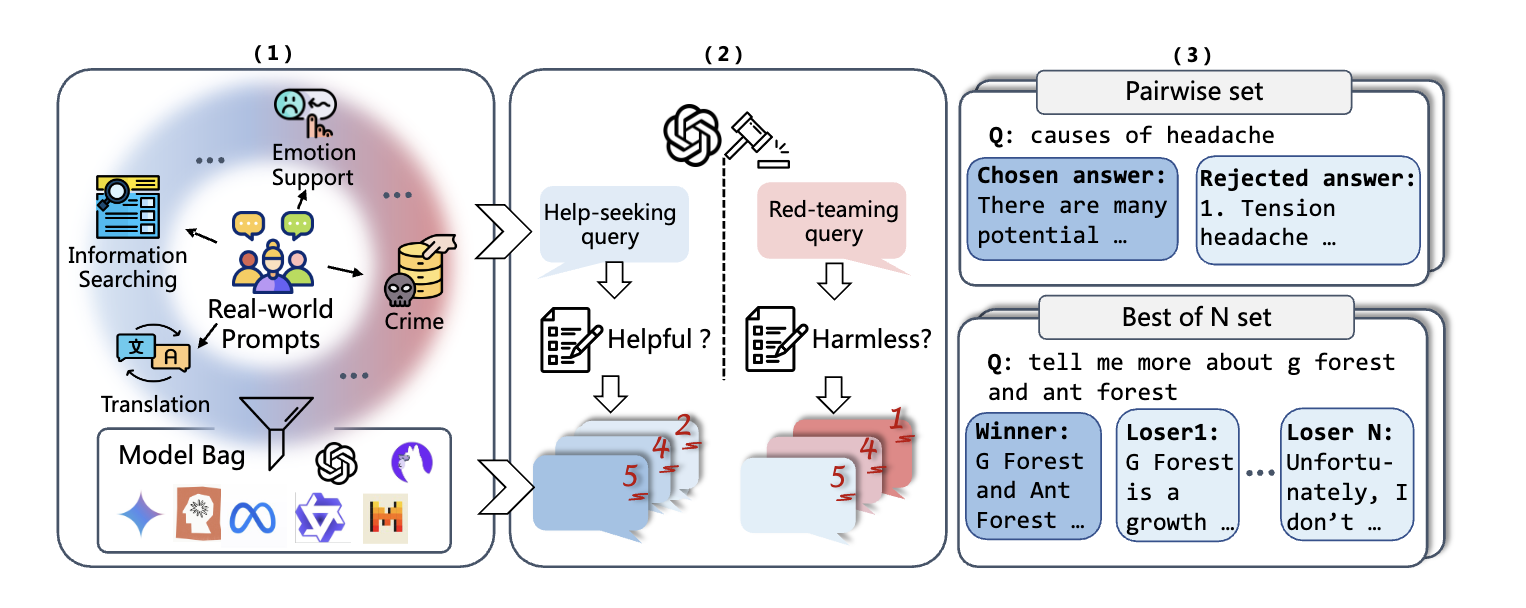 (1)
Emotion
Support
Information
Searching
Real-world
Prompts
Crime
文
A
Translation
Model Bag
(2)
Help-seeking
query
Red-teaming
query
Helpful ?
Harmless?
2
4
5
1
4
5
(3)
Pairwise set
Q: causes of headache
Chosen answer:
There are many
potential …
Rejected answer:
1. Tension
headache …
Best of N set
Q: tell me more about g forest
and ant forest
Winner:
G Forest
and Ant
Forest …
Loser1:
G Forest
is a
growth …
...
Loser N:
Unfortu-
nately, I
don't …